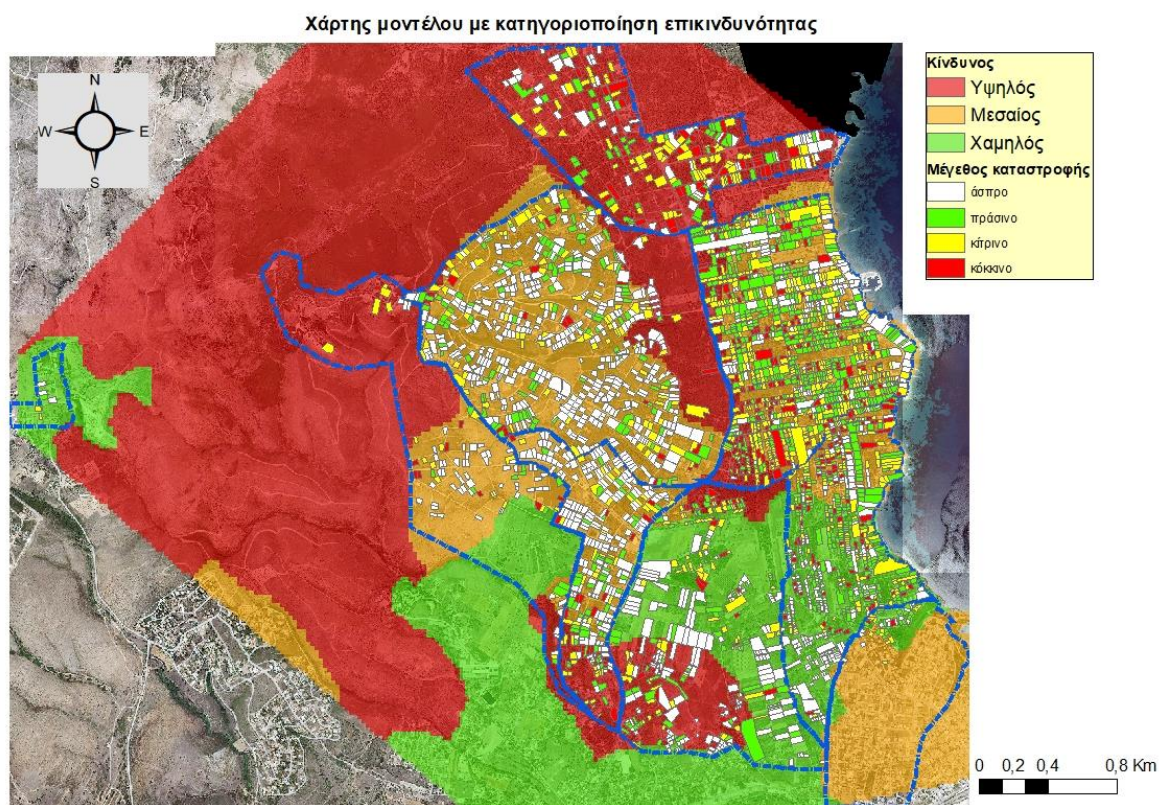 Χάρτης μοντέλου με κατηγοριοποίηση επικινδυνότητας
N
W E
S
Κίνδυνος
Υψηλός
Μεσαίος
Χαμηλός
Μέγεθος καταστροφής
άσπρο
πράσινο
κίτρινο
κόκκινο
0 0,2 0,4 0,8 Km